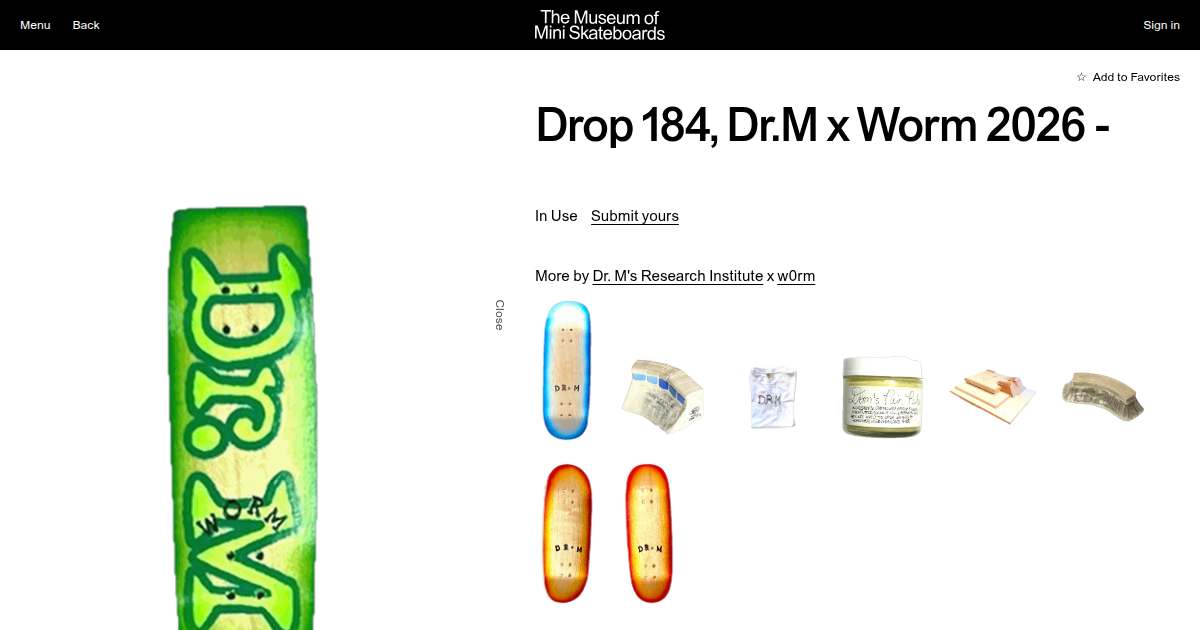 Menu
Back
The Museum of
Mini Skateboards
Sign in
☆ Add to Favorites
Drop 184, Dr.M x Worm 2026 -
In Use Submit yours
More by Dr. M's Research Institute x w0rm
Close
Dr. M
WORM
DR.M
DRM
DR.M
DR.M